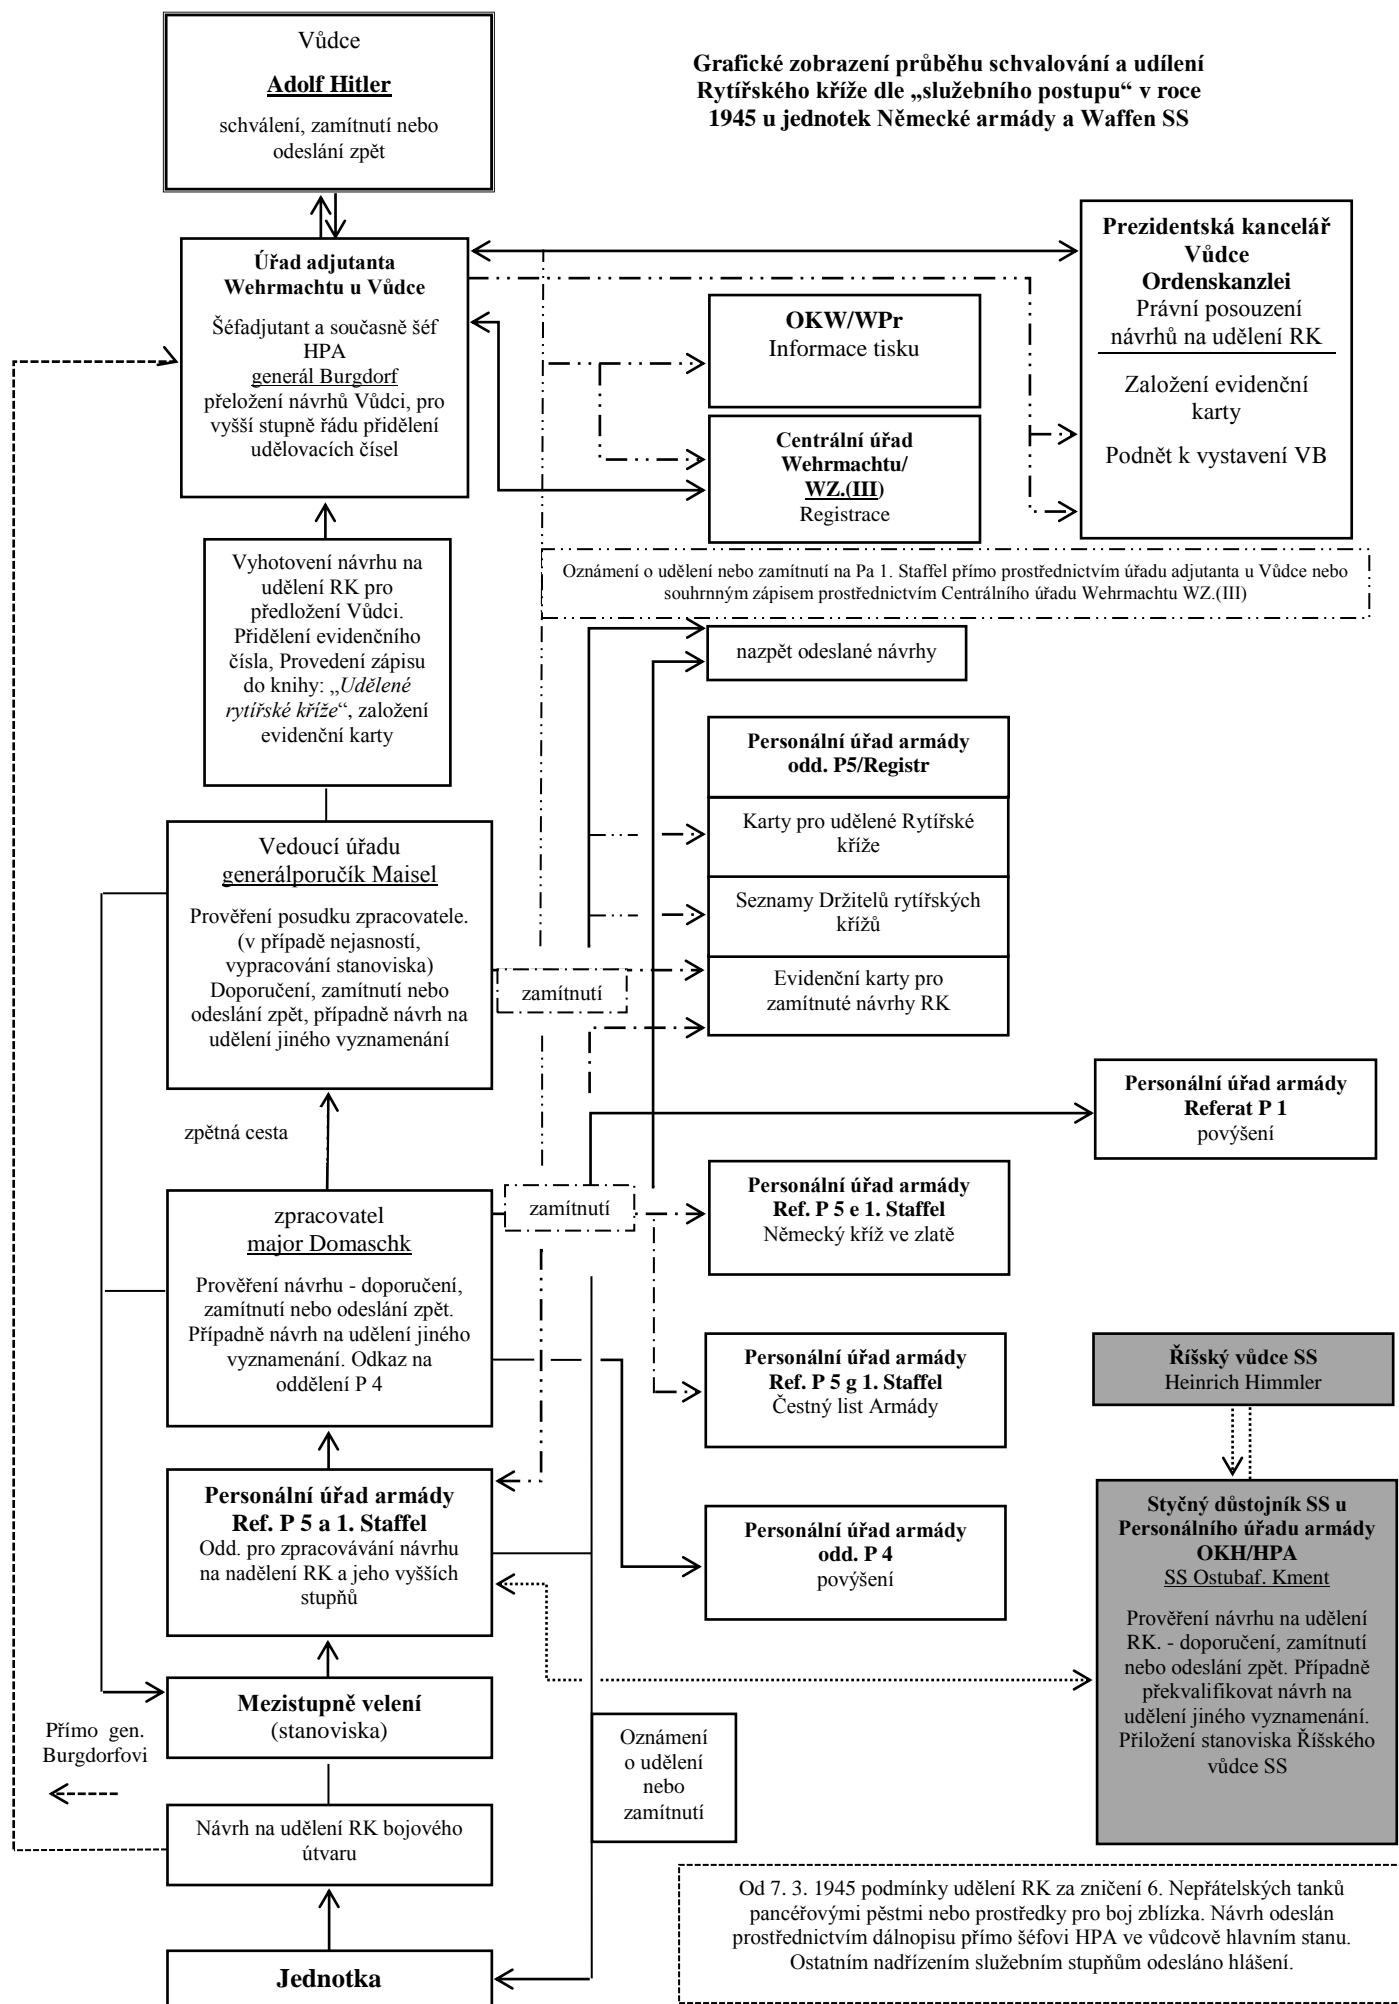 Vůdce
Adolf Hitler
schválení, zamítnutí nebo
odeslání zpět
Grafické zobrazení průběhu schvalování a udílení
Rytířského kříže dle „služebního postupu“ v roce
1945 u jednotek Německé armády a Waffen SS
Úřad adjutanta
Wehrmachtu u Vůdce
Šéfadjutant a současně šéf
HPA
generál Burgdorf
přeložení návrhů Vůdci, pro
vyšší stupně řádu přidělení
udělovacích čísel
Prezidentská kancelář
Vůdce
Ordenskanzlei
Právní posouzení
návrhů na udělení RK
Založení evidenční
karty
Podnět k vystavení VB
OKW/WPr
Informace tisku
Centrální úřad
Wehrmachtu/
WZ.(III)
Registrace
Oznámení o udělení nebo zamítnutí na Pa 1. Staffel přímo prostřednictvím úřadu adjutanta u Vůdce nebo
souhrnným zápisem prostřednictvím Centrálního úřadu Wehrmachtu WZ.(III)
Vyhotovení návrhu na
udělení RK pro
předložení Vůdci.
Přidělení evidenčního
čísla, Provedení zápisu
do knihy: „Udělené
rytířské kříže“, založení
evidenční karty
nazpět odeslané návrhy
Personální úřad armády
odd. P5/Registr
Karty pro udělené Rytířské
kříže
Seznamy Držitelů rytířských
křížů
Evidenční karty pro
zamítnuté návrhy RK
Vedoucí úřadu
generálporučík Maisel
Prověření posudku zpracovatele.
(v případě nejasností,
vypracování stanoviska)
Doporučení, zamítnutí nebo
odeslání zpět, případně návrh na
udělení jiného vyznamenání
zamítnutí
Personální úřad armády
Referat P 1
povýšení
zpětná cesta
zpracovatel
major Domaschk
Prověření návrhu - doporučení,
zamítnutí nebo odeslání zpět.
Případně návrh na udělení jiného
vyznamenání. Odkaz na
oddělení P 4
zamítnutí
Personální úřad armády
Ref. P 5 e 1. Staffel
Německý kříž ve zlatě
Personální úřad armády
Ref. P 5 g 1. Staffel
Čestný list Armády
Říšský vůdce SS
Heinrich Himmler
Personální úřad armády
Ref. P 5 a 1. Staffel
Odd. pro zpracovávání návrhu
na nadělení RK a jeho vyšších
stupňů
Personální úřad armády
odd. P 4
povýšení
Styčný důstojník SS u
Personálního úřadu armády
OKH/HPA
SS Ostubaf. Kment
Prověření návrhu na udělení
RK. - doporučení, zamítnutí
nebo odeslání zpět. Případně
překvalifikovat návrh na
udělení jiného vyznamenání.
Přiložení stanoviska Říšského
vůdce SS
Mezistupně velení
(stanoviska)
Přímo gen.
Burgdorfovi
Oznámení
o udělení
nebo
zamítnutí
Návrh na udělení RK bojového
útvaru
Jednotka
Od 7. 3. 1945 podmínky udělení RK za zničení 6. Nepřátelských tanků
pancéřovými pěstmi nebo prostředky pro boj zblízka. Návrh odeslán
prostřednictvím dálnopisu přímo šéfovi HPA ve vůdcově hlavním stanu.
Ostatním nadřízením služebním stupňům odesláno hlášení.